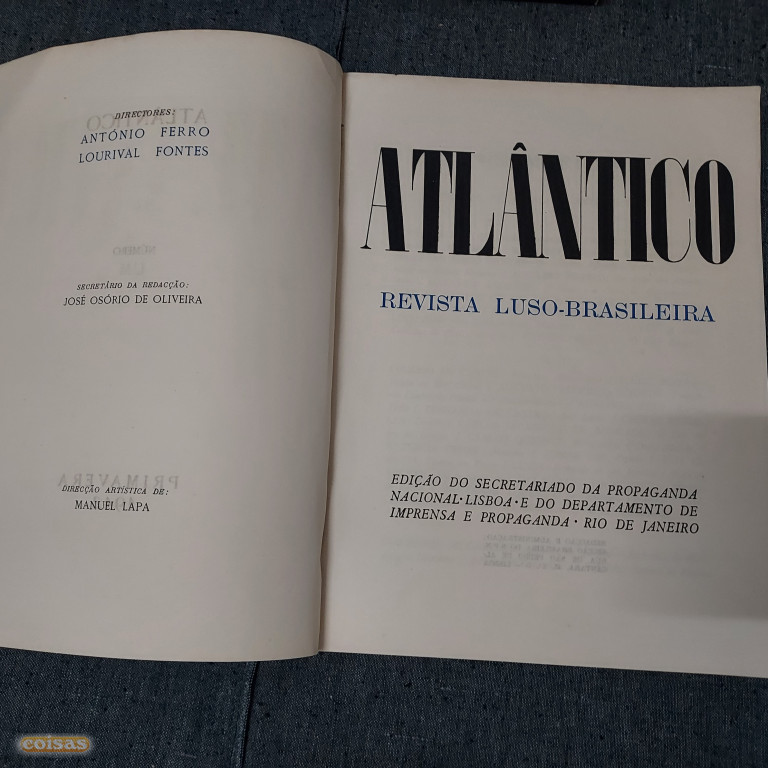 DIRECTORES:
ANTÓNIO FERRO
LOURIVAL FONTES
SECRETÁRIO DA REDACÇÃO:
JOSÉ OSÓRIO DE OLIVEIRA
DIRECÇÃO ARTÍSTICA DE:
MANUEL LAPA
ATLÂNTICO
REVISTA LUSO-BRASILEIRA
EDIÇÃO DO SECRETARIADO DA PROPAGANDA
NACIONAL·LISBOA·E DO DEPARTAMENTO DE
IMPRENSA E PROPAGANDA·RIO DE JANEIRO
coisas